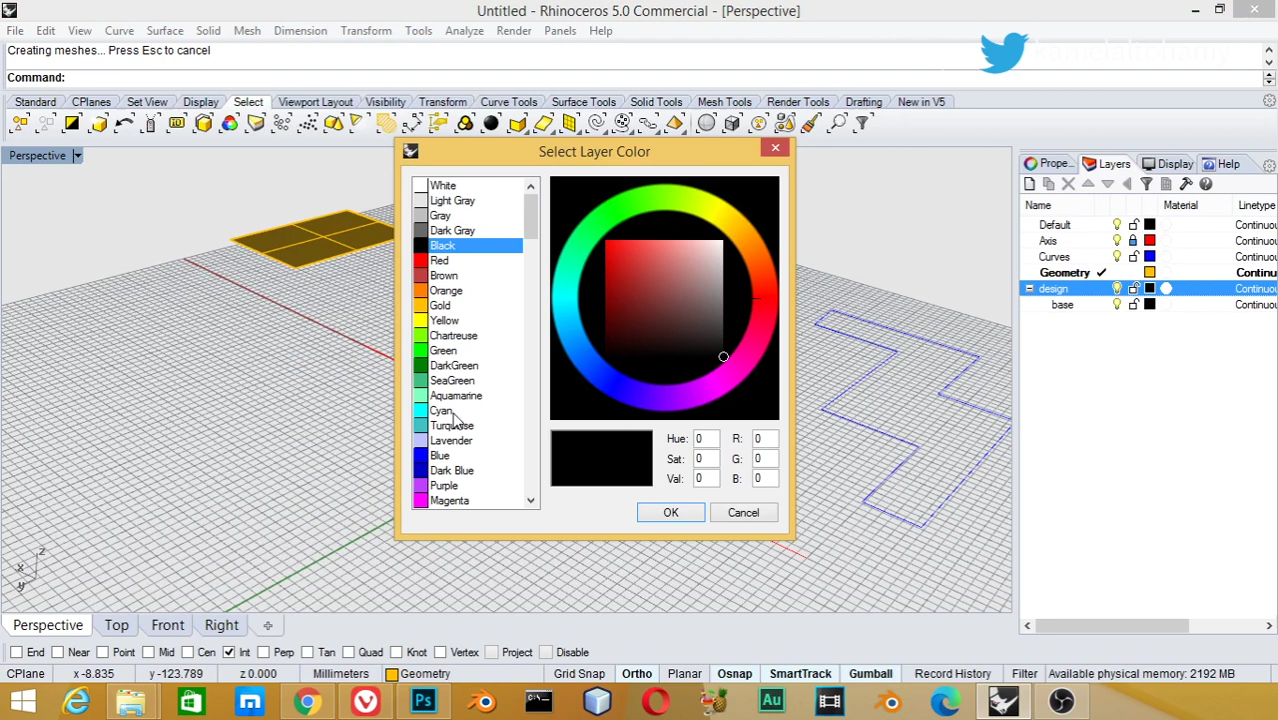 Untitled - Rhinoceros 5.0 Commercial - [Perspective]
File Edit View Curve Surface Solid Mesh Dimension Transform Tools Analyze Render Panels Help
Creating meshes... Press Esc to cancel
kamelaltohamy
Command:
Standard CPlanes Set View Display Select Viewport Layout Visibility Transform Curve Tools Surface Tools Solid Tools Mesh Tools Render Tools Drafting New in V5
Perspective
Select Layer Color
Prope... Layers Display Help
Name Material Linetype
White
Light Gray
Gray
Dark Gray
Black
Red
Brown
Orange
Gold
Yellow
Chartreuse
Green
DarkGreen
SeaGreen
Aquamarine
Cyan
Turquoise
Lavender
Blue
Dark Blue
Purple
Magenta
Hue: 0 R: 0
Sat: 0 G: 0
Val: 0 B: 0
OK Cancel
Default Continuou
Axis Continuou
Curves Continuou
Geometry Continu
design Continuou
base Continuou
z
x
y
Perspective Top Front Right
End Near Point Mid Cen Int Perp Tan Quad Knot Vertex Project Disable
CPlane x -8.835 y -123.789 z 0.000 Millimeters Geometry Grid Snap Ortho Planar Osnap SmartTrack Gumball Record History Filter Available physical memory: 2192 MB
Ps Au